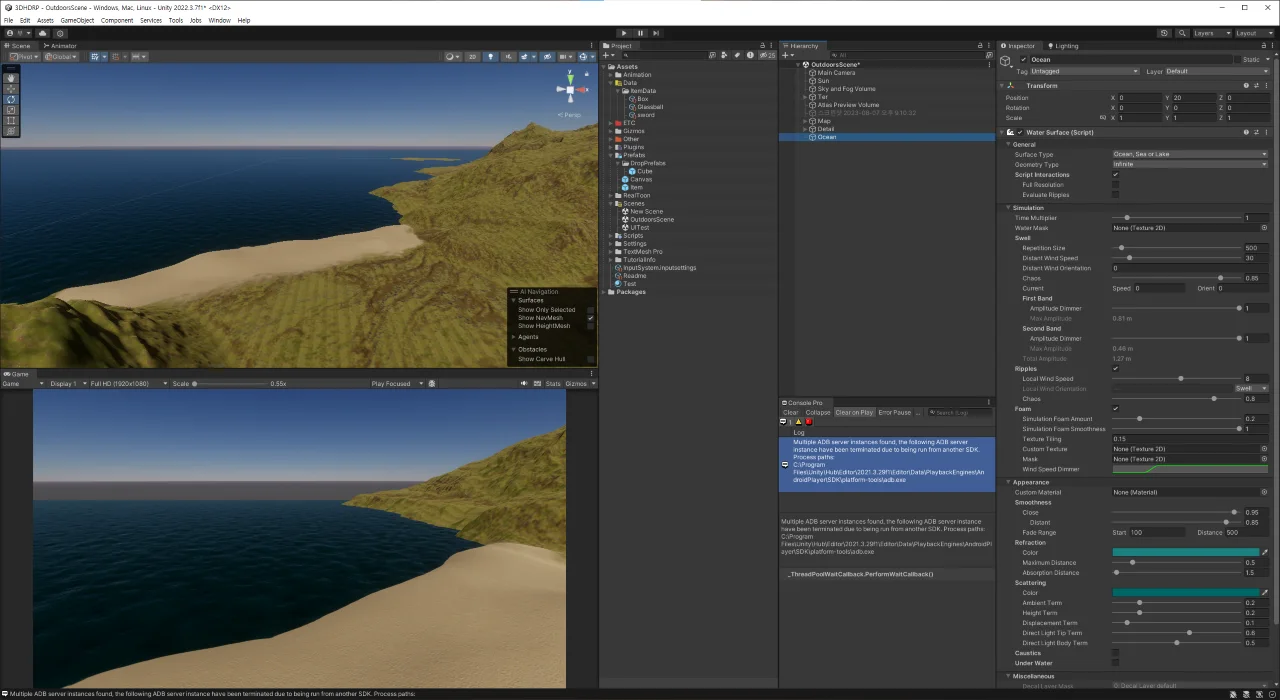 3DHDRP - OutdoorsScene - Windows, Mac, Linux - Unity 2022.3.7f1* <DX12>
File Edit Assets GameObject Component Services Tools Jobs Window Help
Layers Layout
Scene Animator
Pivot Global 2D
Persp
AI Navigation
Surfaces
Show Only Selected
Show NavMesh
Show HeightMesh
Agents
Obstacles
Show Carve Hull
Game
Game Display 1 Full HD (1920x1080) Scale 0.55x Play Focused Stats Gizmos
Project
25
Assets
Animation
Data
ItemData
Box
Glassbell
sword
ETC
Gizmos
Other
Plugins
Prefabs
DropPrefabs
Cube
Canvas
Item
RealToon
Scenes
New Scene
OutdoorsScene
UITest
Scripts
Settings
TextMesh Pro
TutorialInfo
InputSystem.inputsettings
Readme
Test
Packages
Hierarchy
All
OutdoorsScene*
Main Camera
Sun
Sky and Fog Volume
Ter
Atlas Preview Volume
Map
Detail
Ocean
Console Pro
Clear Collapse Clear on Play Error Pause ... Search (Log)
1
Log
Multiple ADB server instances found, the following ADB server
instance have been terminated due to being run from another SDK.
Process paths:
C:\Program
Files\Unity\Hub\Editor\2021.3.29f1\Editor\Data\PlaybackEngines\An
droidPlayer\SDK\platform-tools\adb.exe
Multiple ADB server instances found, the following ADB server
instance have been terminated due to being run from another SDK. Process paths:
C:\Program
Files\Unity\Hub\Editor\2021.3.29f1\Editor\Data\PlaybackEngines\AndroidPl
ayer\SDK\platform-tools\adb.exe
_ThreadPoolWaitCallback.PerformWaitCallback()
Inspector Lighting
Ocean Static
Tag Untagged Layer Default
Transform
Position X 0 Y 20 Z 0
Rotation X 0 Y 0 Z 0
Scale X 1 Y 1 Z 1
Water Surface (Script)
General
Surface Type Ocean, Sea or Lake
Geometry Type Infinite
Script Interactions
Full Resolution
Evaluate Ripples
Simulation
Time Multiplier 1
Water Mask None (Texture 2D)
Swell
Repetition Size 500
Distant Wind Speed 30
Distant Wind Orientation 0
Chaos 0.85
Current Speed 0 Orient 0
First Band
Amplitude Dimmer 1
Max Amplitude 0.81 m
Second Band
Amplitude Dimmer 1
Max Amplitude 0.46 m
Total Amplitude 1.27 m
Ripples
Local Wind Speed 8
Local Wind Orientation Swell
Chaos 0.8
Foam
Simulation Foam Amount 0.2
Simulation Foam Smoothness 1
Texture Tiling 0.15
Custom Texture None (Texture 2D)
Mask None (Texture 2D)
Wind Speed Dimmer
Appearance
Custom Material None (Material)
Smoothness
Close 0.95
Distant 0.85
Fade Range Start 100 Distance 500
Refraction
Color
Maximum Distance 0.5
Absorption Distance 1.5
Scattering
Color
Ambient Term 0.2
Height Term 0.2
Displacement Term 0.1
Direct Light Tip Term 0.6
Direct Light Body Term 0.5
Caustics
Under Water
Miscellaneous
Decal Layer Mask 0: Decal Layer default
Multiple ADB server instances found, the following ADB server instance have been terminated due to being run from another SDK. Process paths: